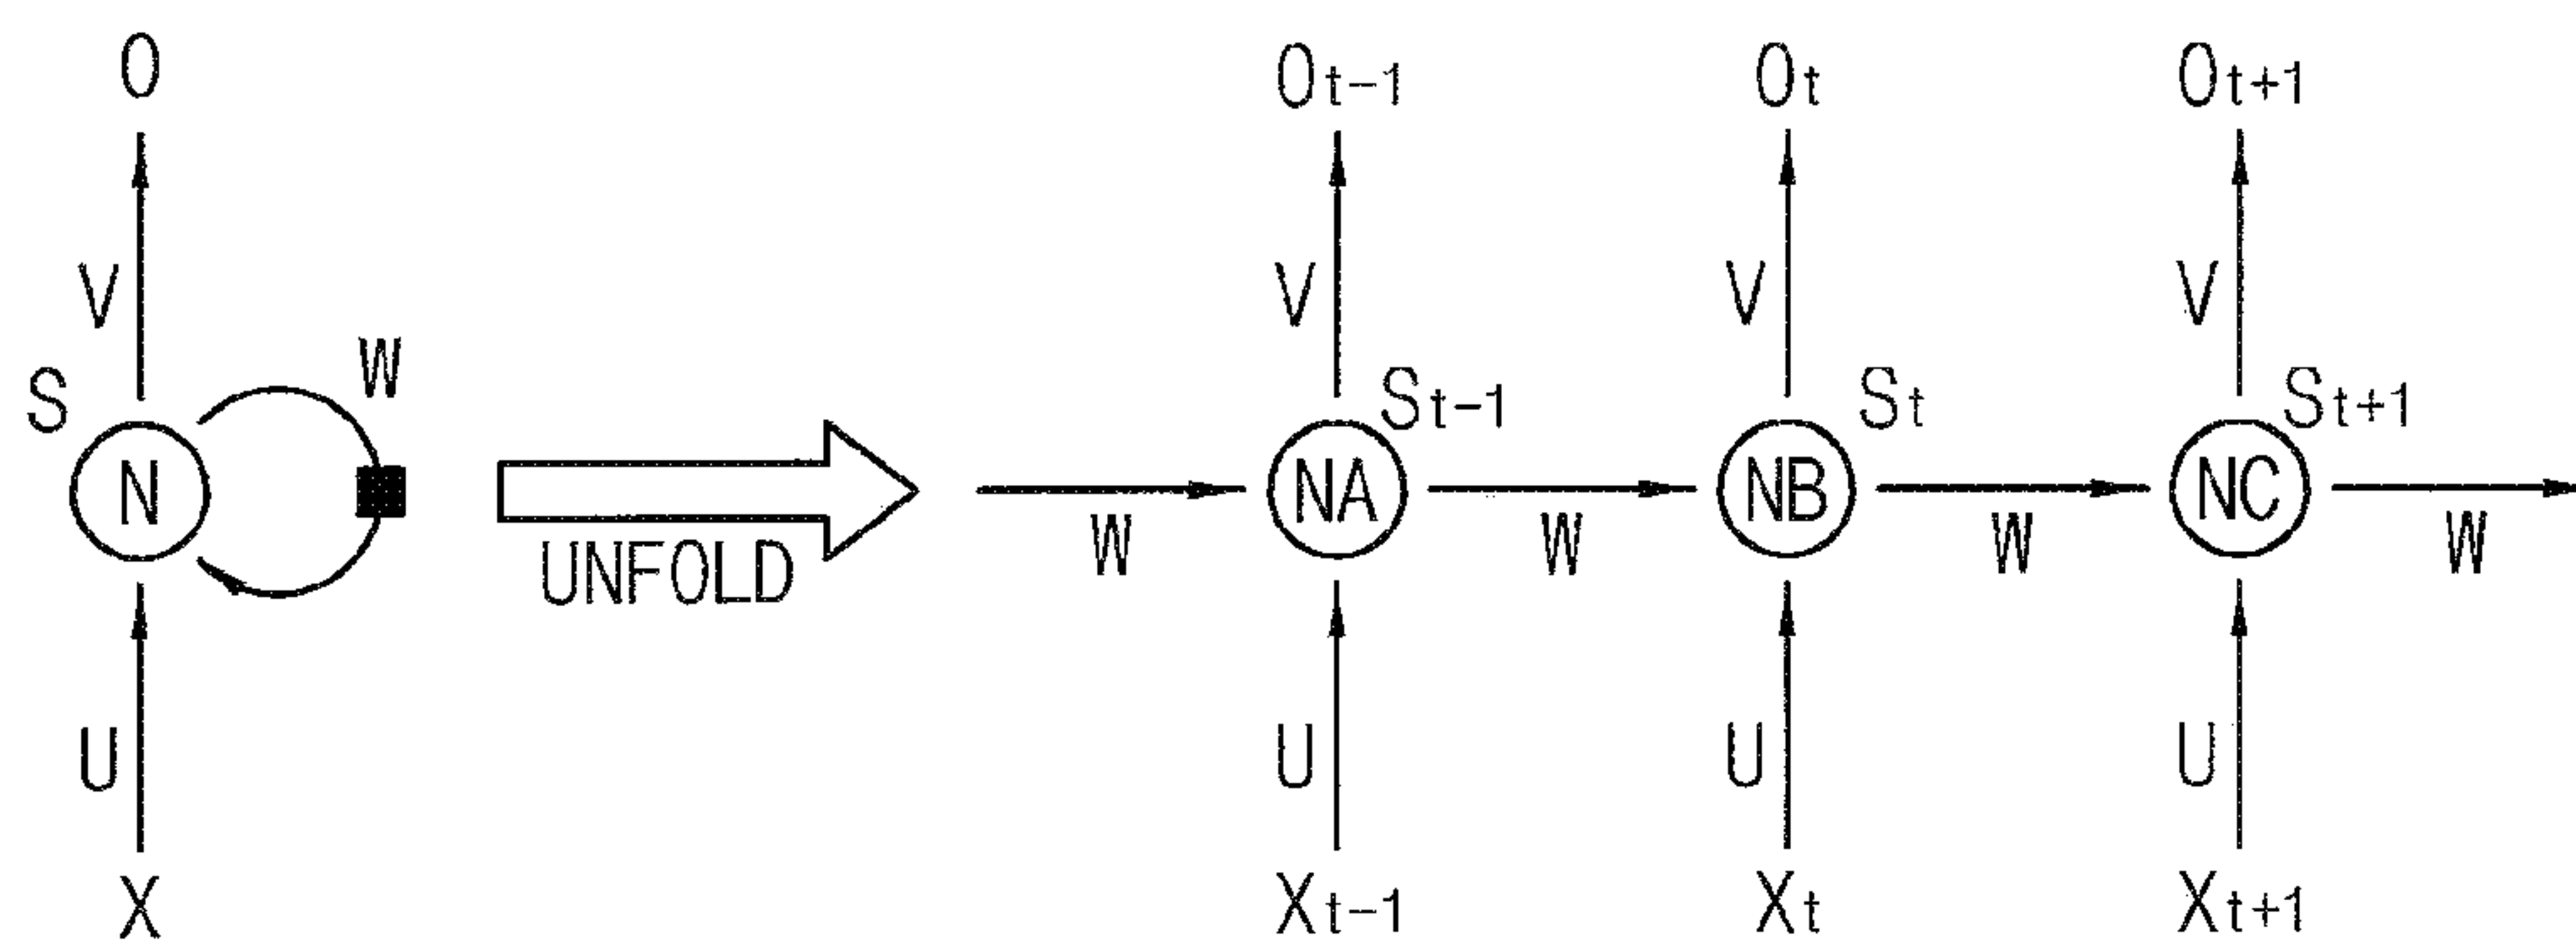 O Ot-1 Ot Ot+1
V V V V
S W St-1 St St+1
N NA NB NC
UNFOLD W W W W
U U U U
X Xt-1 Xt Xt+1